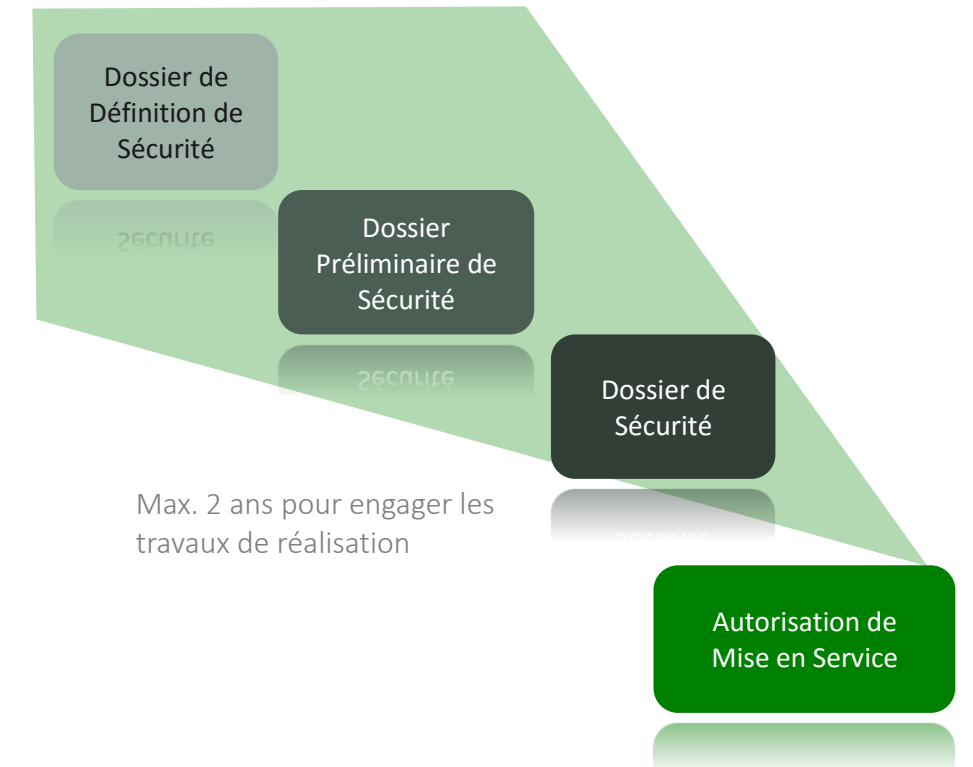 Dossier de
Définition de
Sécurité
Dossier
Préliminaire de
Sécurité
Dossier de
Sécurité
Max. 2 ans pour engager les
travaux de réalisation
Autorisation de
Mise en Service